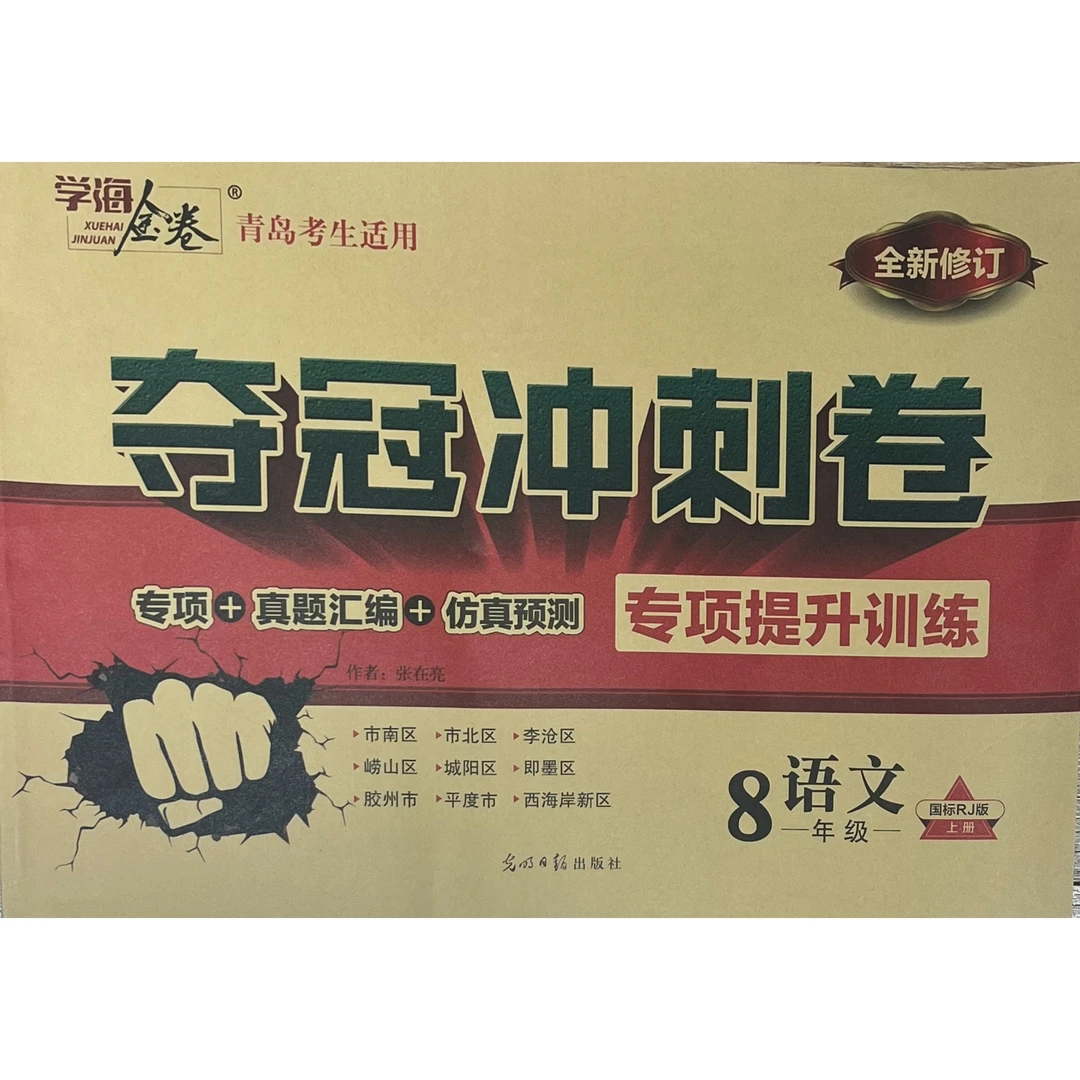 学海金卷®
XUEHAI
JINJUAN
青岛考生适用
全新修订
夺冠冲刺卷
专项+真题汇编+仿真预测
专项提升训练
作者：张在亮
市南区 市北区 李沧区
崂山区 城阳区 即墨区
胶州市 平度市 西海岸新区
8年级
语文
国标RJ版
上册
光明日报出版社